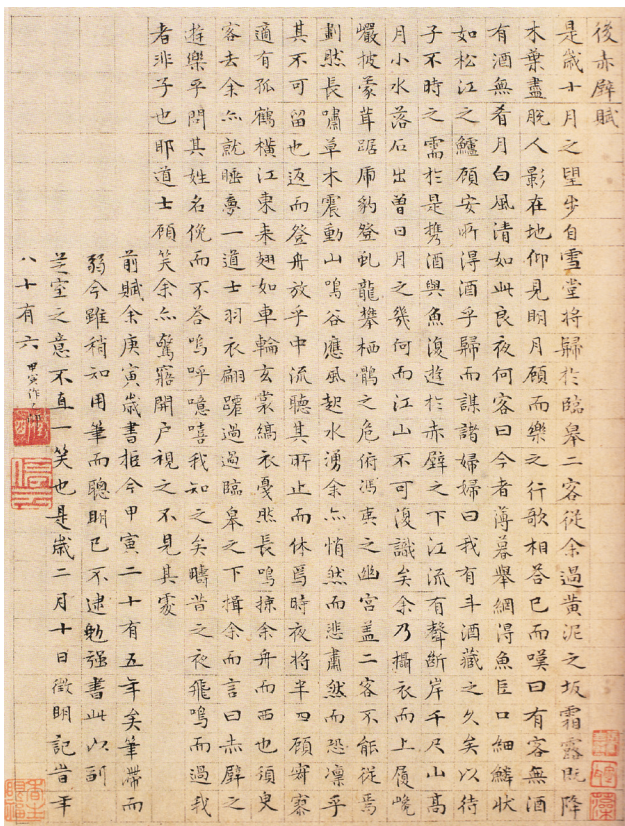 後赤壁賦
是歲十月之望步自雪堂將歸於臨皋二客從余過黃泥之坂霜露既降
木葉盡脫人影在地仰見明月顧而樂之行歌相答已而嘆曰有客無酒
有酒無肴月白風清如此良夜何客曰今者薄暮舉網得魚巨口細鱗狀
如松江之鱸顧安所得酒乎歸而謀諸婦婦曰我有斗酒藏之久矣以待
子不時之需於是攜酒與魚復遊於赤壁之下江流有聲斷岸千尺山高
月小水落石出曾日月之幾何而江山不可復識矣余乃攝衣而上履巉
巖披蒙茸踞虎豹登虬龍攀栖鶻之危俯馮夷之幽宮蓋二客不能從焉
劃然長嘯草木震動山鳴谷應風起水湧余亦悄然而悲肅然而恐凜乎
其不可留也返而登舟放乎中流聽其所止而休焉時夜將半四顧寂寥
適有孤鶴橫江東來翅如車輪玄裳縞衣戛然長鳴掠余舟而西也須臾
客去余亦就睡夢一道士羽衣翩躚過過臨皋之下揖余而言曰赤壁之
遊樂乎問其姓名俛而不答嗚呼噫嘻我知之矣疇昔之夜飛鳴而過我
者非子也耶道士顧笑余亦驚寤開戶視之不見其處
前賦余庚寅歲書距今甲寅二十有五年矣筆滯而
弱今雖稍知用筆而聰明已不逮勉強書此以副
芝室之意不直一笑也是歲二月十日徵明記昔年
八十有六
甲寅作